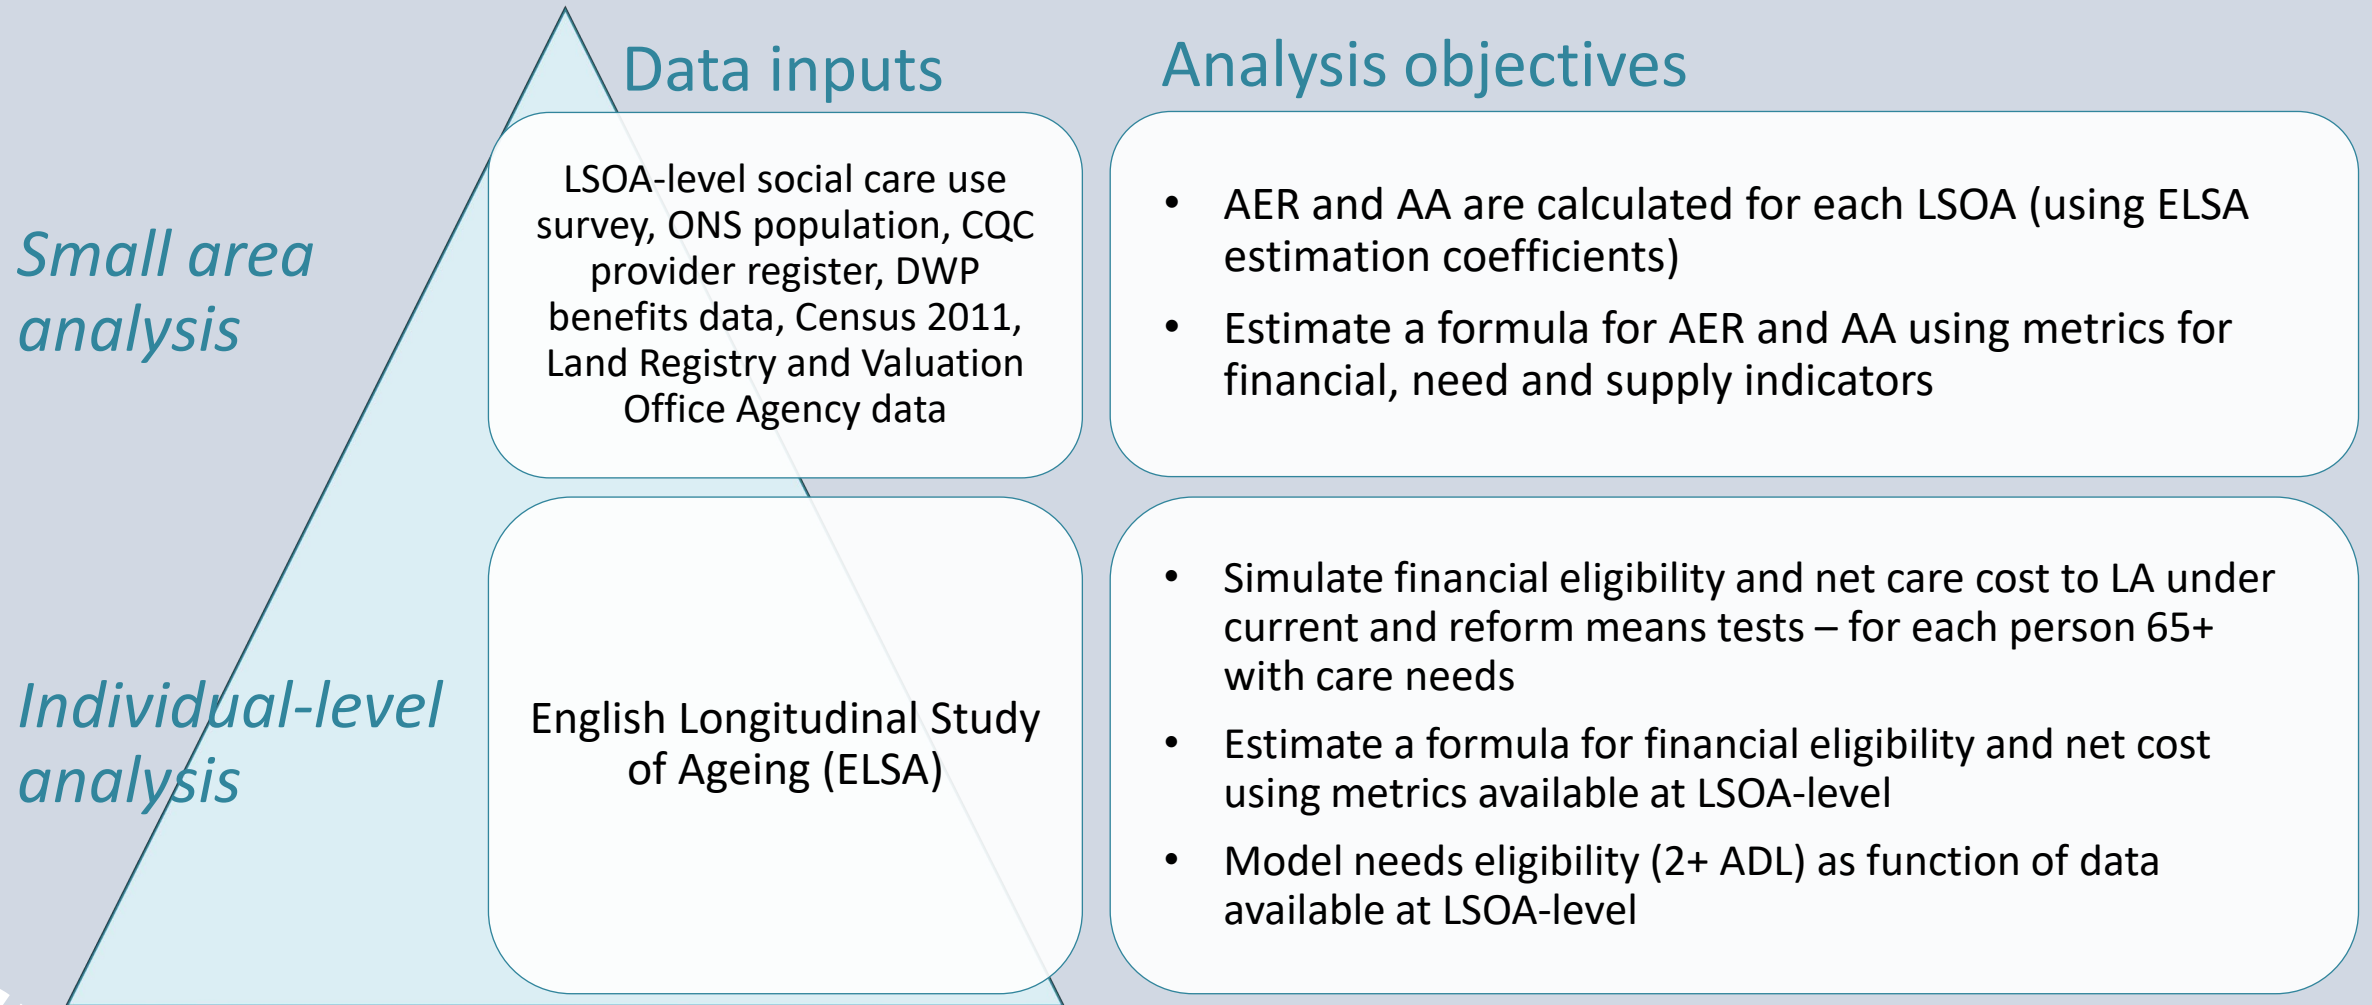 Data inputs
Analysis objectives
Small area
analysis
LSOA-level social care use
survey, ONS population, CQC
provider register, DWP
benefits data, Census 2011,
Land Registry and Valuation
Office Agency data
• AER and AA are calculated for each LSOA (using ELSA
estimation coefficients)
• Estimate a formula for AER and AA using metrics for
financial, need and supply indicators
Individual-level
analysis
English Longitudinal Study
of Ageing (ELSA)
• Simulate financial eligibility and net care cost to LA under
current and reform means tests – for each person 65+
with care needs
• Estimate a formula for financial eligibility and net cost
using metrics available at LSOA-level
• Model needs eligibility (2+ ADL) as function of data
available at LSOA-level